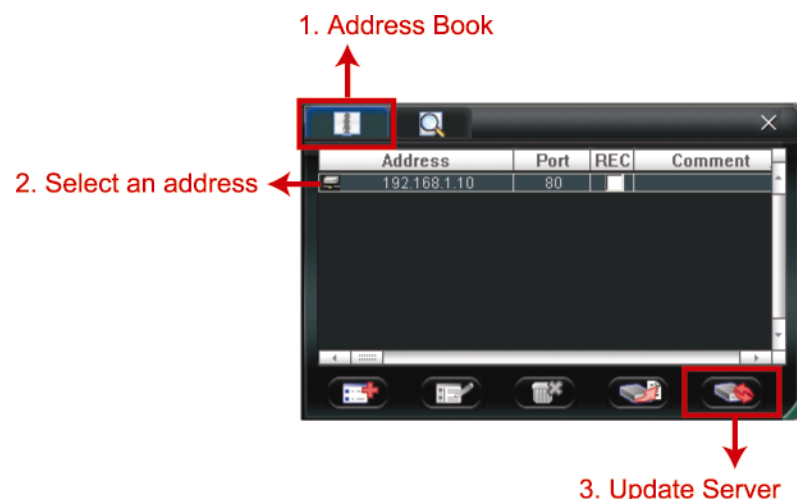 1. Address Book
Address Port REC Comment
2. Select an address
192.168.1.10 80
3. Update Server